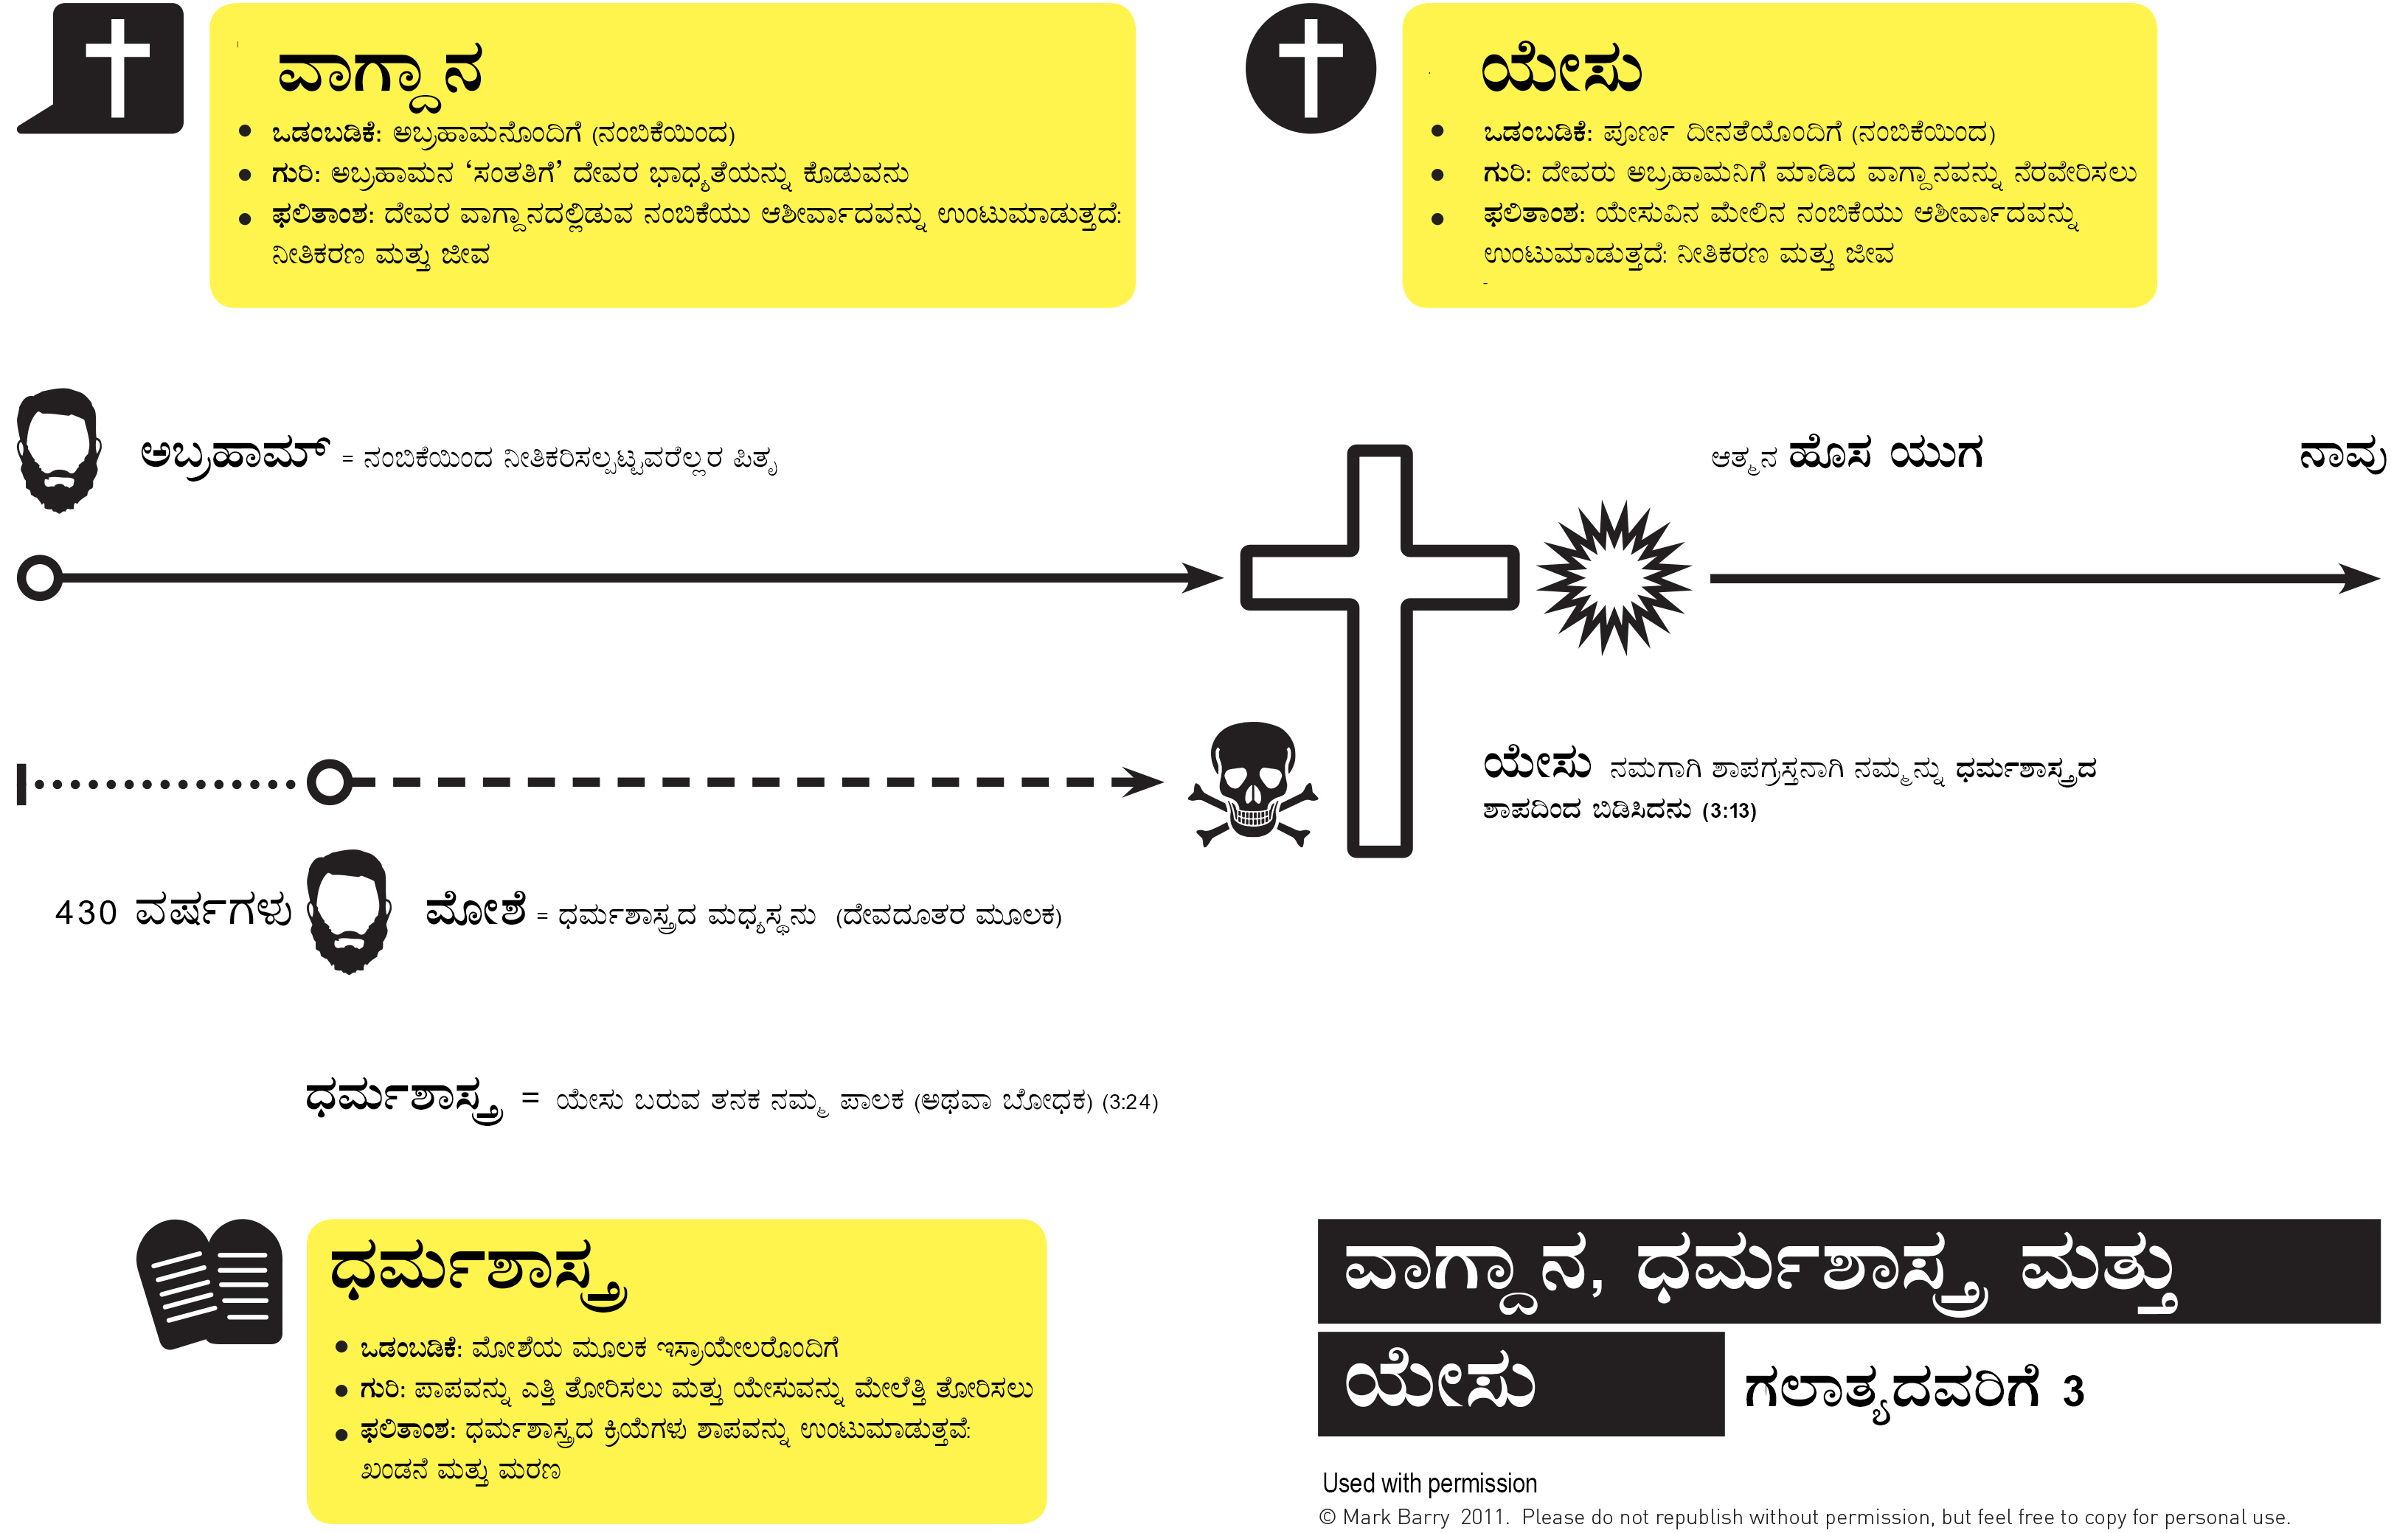 ವಾಗ್ದಾನ
• ಒಡಂಬಡಿಕೆ: ಅಬ್ರಹಾಮನೊಂದಿಗೆ (ನಂಬಿಕೆಯಿಂದ)
• ಗುರಿ: ಅಬ್ರಹಾಮನ ‘ಸಂತತಿಗೆ’ ದೇವರ ಭಾಧ್ಯತೆಯನ್ನು ಕೊಡುವನು
• ಫಲಿತಾಂಶ: ದೇವರ ವಾಗ್ದಾನದಲ್ಲಿಡುವ ನಂಬಿಕೆಯು ಆಶೀರ್ವಾದವನ್ನು ಉಂಟುಮಾಡುತ್ತದೆ:
ನೀತಿಕರಣ ಮತ್ತು ಜೀವ
ಯೇಸು
• ಒಡಂಬಡಿಕೆ: ಪೂರ್ಣ ದೀನತೆಯೊಂದಿಗೆ (ನಂಬಿಕೆಯಿಂದ)
• ಗುರಿ: ದೇವರು ಅಬ್ರಹಾಮನಿಗೆ ಮಾಡಿದ ವಾಗ್ದಾನವನ್ನು ನೆರವೇರಿಸಲು
• ಫಲಿತಾಂಶ: ಯೇಸುವಿನ ಮೇಲಿನ ನಂಬಿಕೆಯು ಆಶೀರ್ವಾದವನ್ನು
ಉಂಟುಮಾಡುತ್ತದೆ: ನೀತಿಕರಣ ಮತ್ತು ಜೀವ
ಅಬ್ರಹಾಮ್ = ನಂಬಿಕೆಯಿಂದ ನೀತಿಕರಿಸಲ್ಪಟ್ಟವರೆಲ್ಲರ ಪಿತೃ
ಆತ್ಮನ ಹೊಸ ಯುಗ
ನಾವು
ಯೇಸು ನಮಗಾಗಿ ಶಾಪಗ್ರಸ್ತನಾಗಿ ನಮ್ಮನ್ನು ಧರ್ಮಶಾಸ್ತ್ರದ
ಶಾಪದಿಂದ ಬಿಡಿಸಿದನು (3:13)
430 ವರ್ಷಗಳು
ಮೋಶೆ = ಧರ್ಮಶಾಸ್ತ್ರದ ಮಧ್ಯಸ್ಥನು (ದೇವದೂತರ ಮೂಲಕ)
ಧರ್ಮಶಾಸ್ತ್ರ = ಯೇಸು ಬರುವ ತನಕ ನಮ್ಮ ಪಾಲಕ (ಅಥವಾ ಬೋಧಕ) (3:24)
ಧರ್ಮಶಾಸ್ತ್ರ
• ಒಡಂಬಡಿಕೆ: ಮೋಶೆಯ ಮೂಲಕ ಇಸ್ರಾಯೇಲರೊಂದಿಗೆ
• ಗುರಿ: ಪಾಪವನ್ನು ಎತ್ತಿ ತೋರಿಸಲು ಮತ್ತು ಯೇಸುವನ್ನು ಮೇಲೆತ್ತಿ ತೋರಿಸಲು
• ಫಲಿತಾಂಶ: ಧರ್ಮಶಾಸ್ತ್ರದ ಕ್ರಿಯೆಗಳು ಶಾಪವನ್ನು ಉಂಟುಮಾಡುತ್ತವೆ:
ಖಂಡನೆ ಮತ್ತು ಮರಣ
ವಾಗ್ದಾನ, ಧರ್ಮಶಾಸ್ತ್ರ ಮತ್ತು
ಯೇಸು
ಗಲಾತ್ಯದವರಿಗೆ 3
Used with permission
© Mark Barry 2011. Please do not republish without permission, but feel free to copy for personal use.